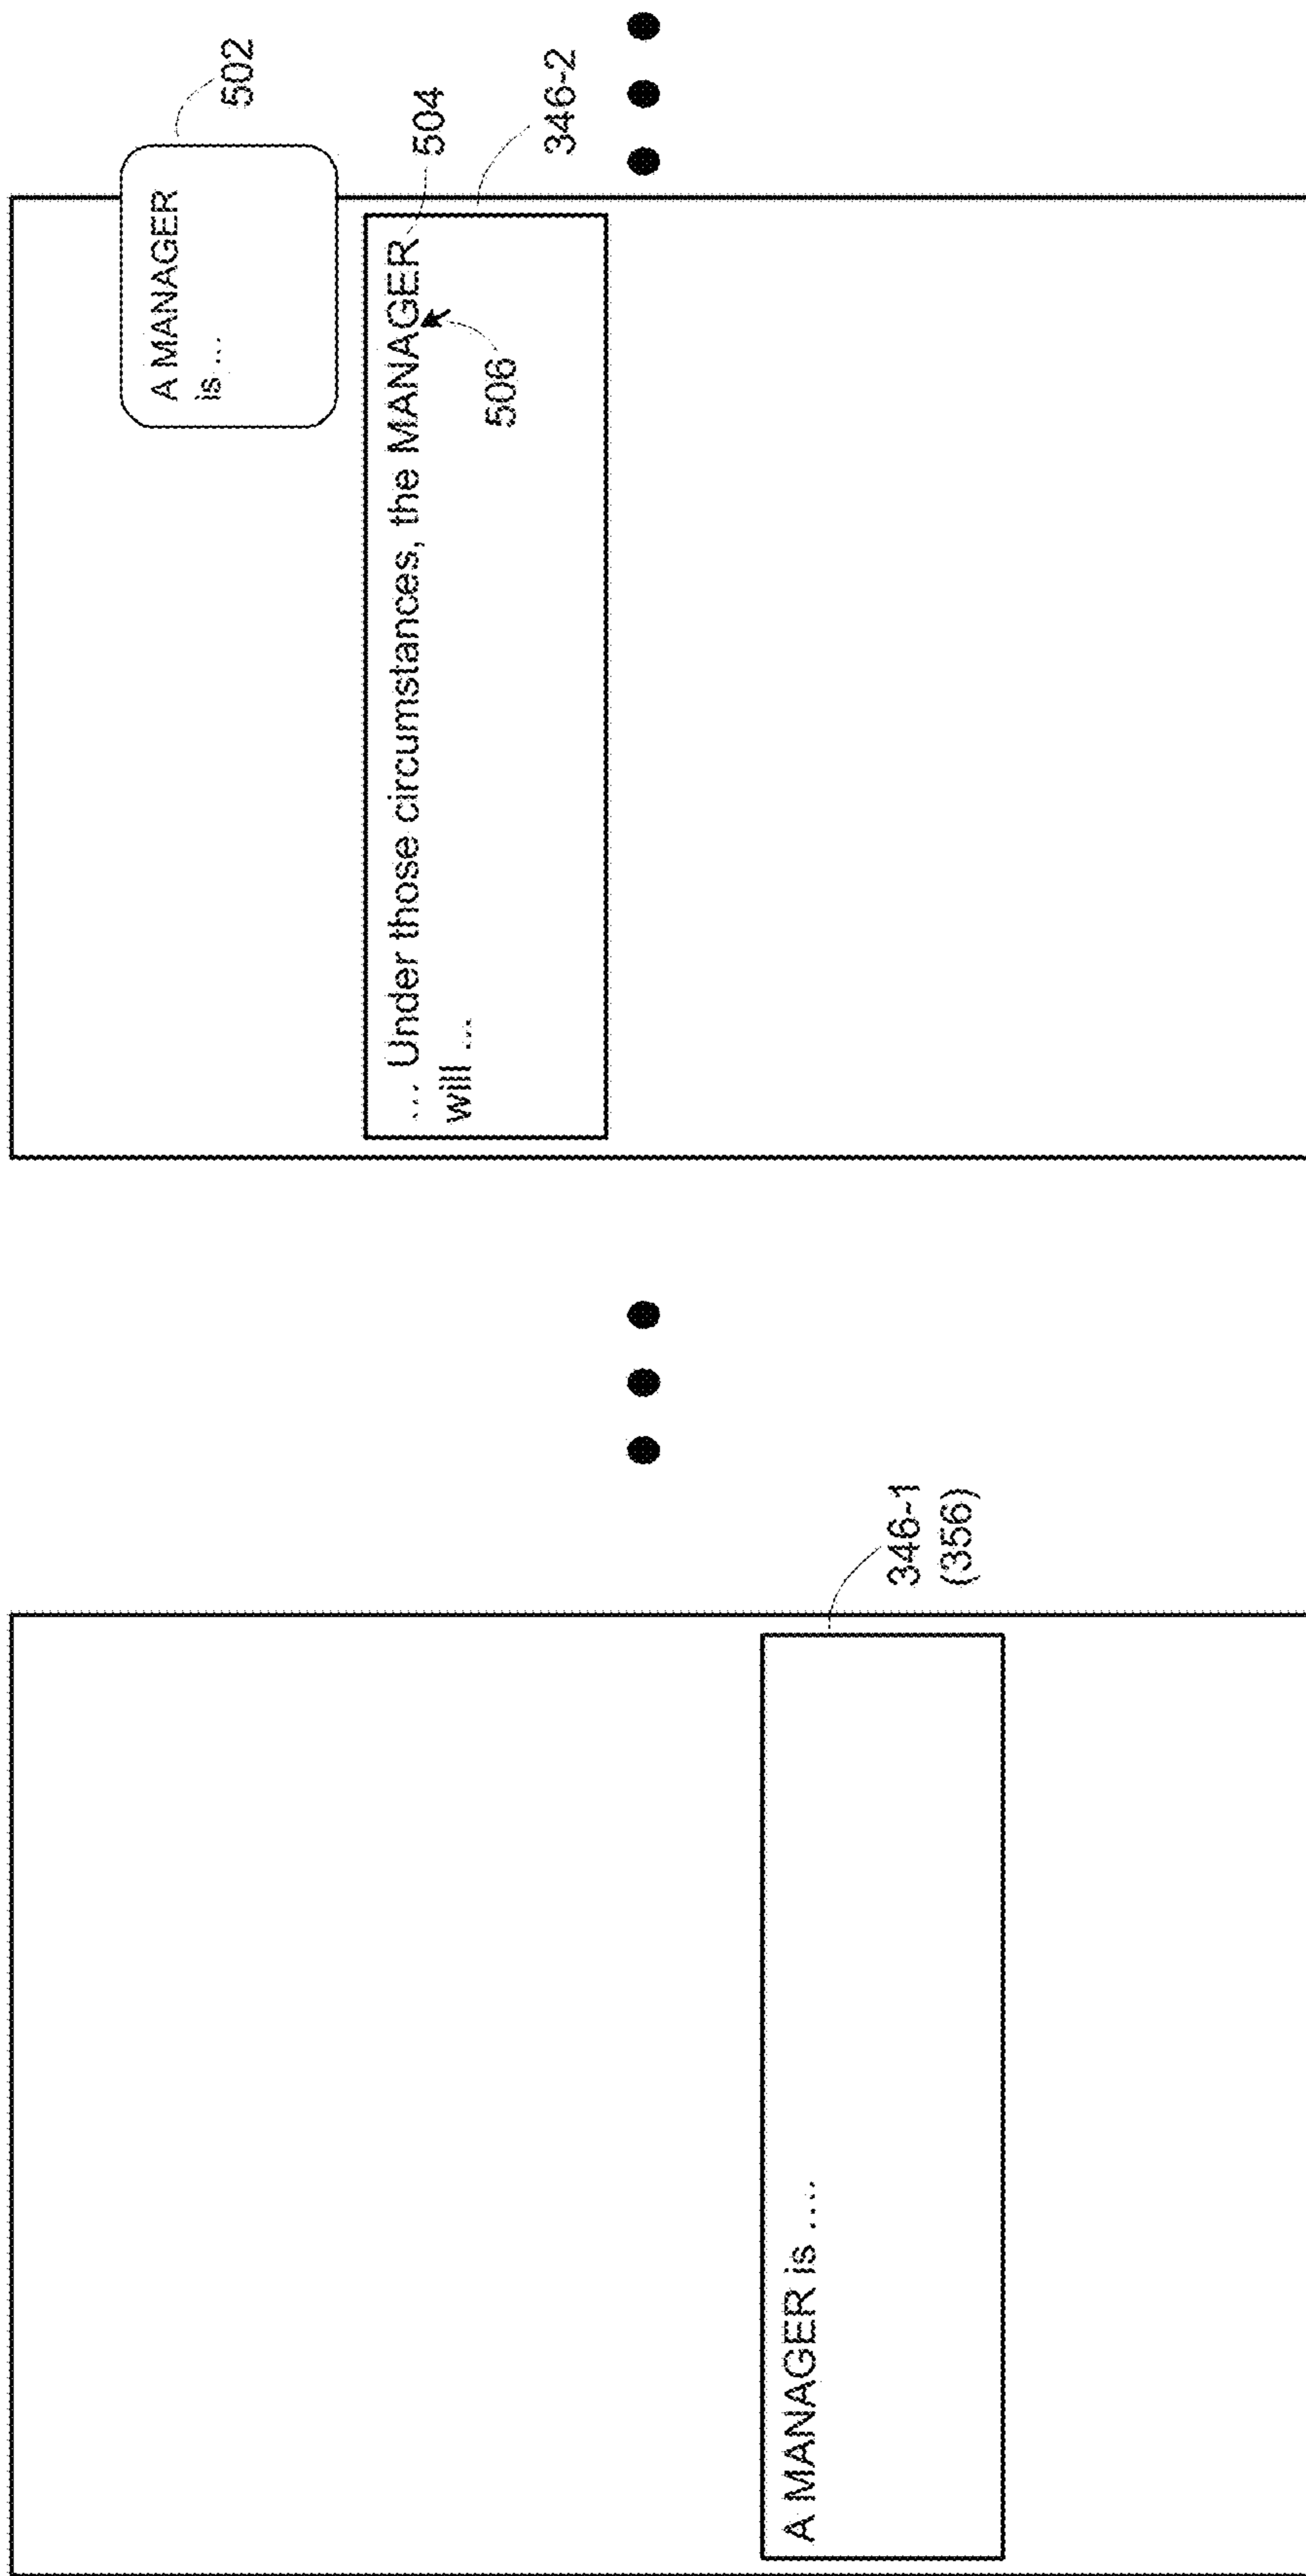 A MANAGER is ....
346-1
(356)
A MANAGER
is ...
502
... Under those circumstances, the MANAGER
will ...
504
506
346-2